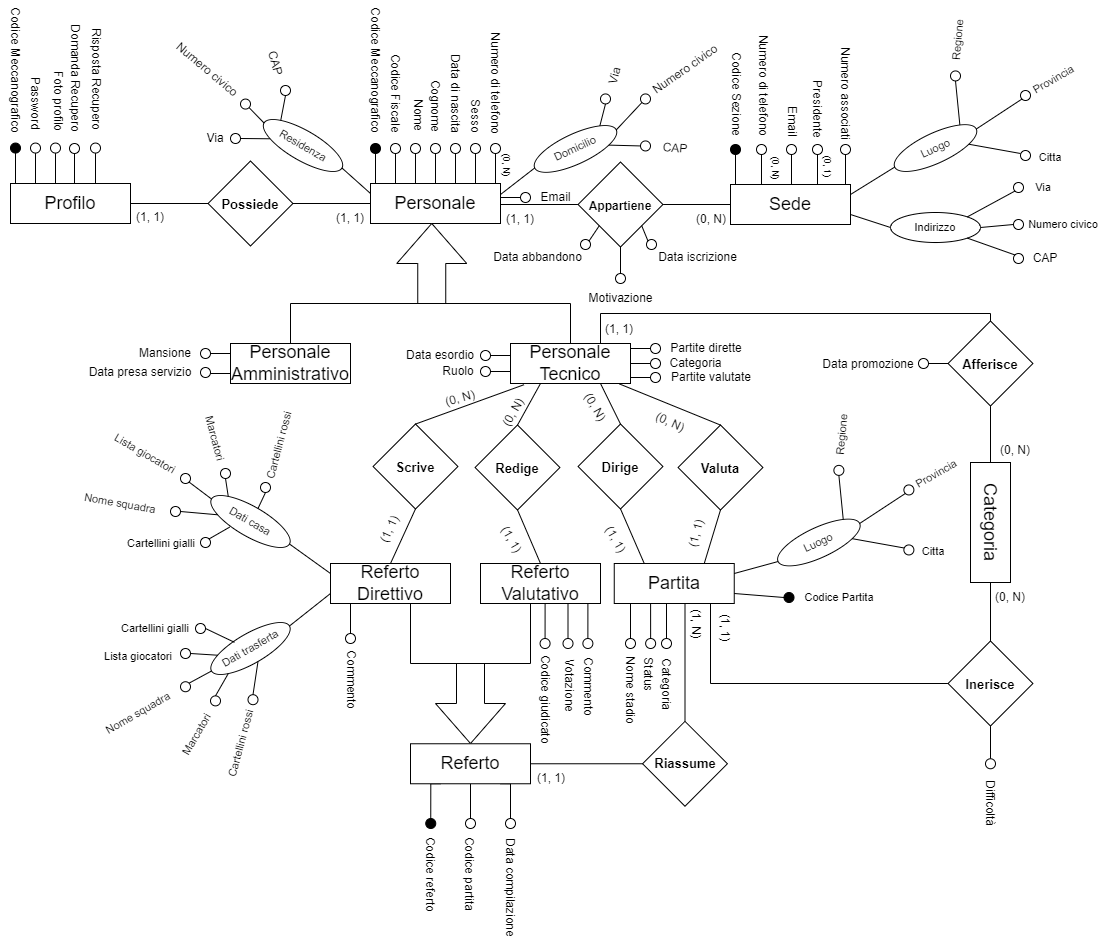 Codice Meccanografico
Password
Foto profilo
Domanda Recupero
Risposta Recupero
Profilo
(1, 1)
Possiede
(1, 1)
Numero civico
CAP
Via
Residenza
Codice Meccanografico
Codice Fiscale
Nome
Cognome
Data di nascita
Sesso
Numero di telefono
(0, N)
Personale
Email
(1, 1)
Via
Numero civico
CAP
Domicilio
Appartiene
Data abbandono
Data iscrizione
Motivazione
(0, N)
Codice Sezione
Numero di telefono
(0, N)
Email
Presidente
(0, 1)
Numero associati
Sede
Regione
Provincia
Citta
Luogo
Via
Numero civico
CAP
Indirizzo
Mansione
Data presa servizio
Personale
Amministrativo
Data esordio
Ruolo
Personale
Tecnico
Partite dirette
Categoria
Partite valutate
(1, 1)
Data promozione
Afferisce
(0, N)
(0, N)
(0, N)
(0, N)
(0, N)
Scrive
Redige
Dirige
Valuta
(1, 1)
(1, 1)
(1, 1)
(1, 1)
Lista giocatori
Marcatori
Cartellini rossi
Nome squadra
Cartellini gialli
Dati casa
Regione
Provincia
Citta
Luogo
Categoria
(0, N)
Referto
Direttivo
Referto
Valutativo
Partita
Codice Partita
Cartellini gialli
Lista giocatori
Nome squadra
Marcatori
Cartellini rossi
Dati trasferta
Commento
Codice giudicato
Votazione
Commento
Nome stadio
Status
Categoria
(1, N)
(1, 1)
Inerisce
Difficoltà
Referto
(1, 1)
Riassume
Codice referto
Codice partita
Data compilazione